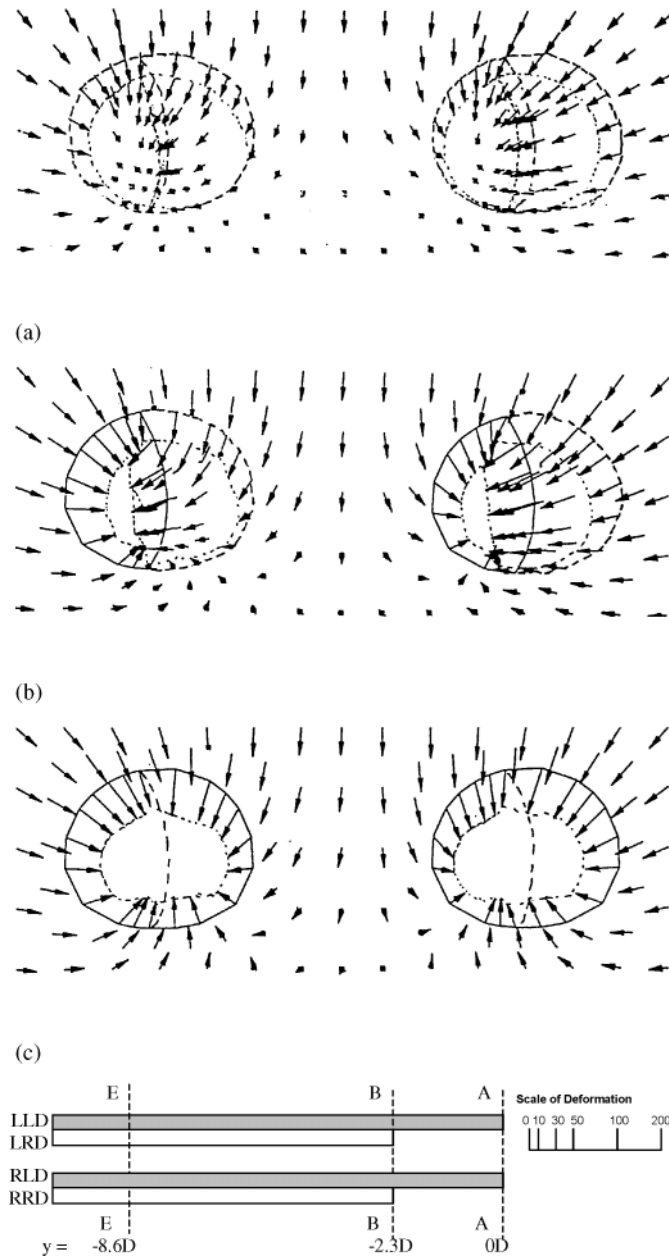 (a)
(b)
(c)
E B A
LLD
LRD
RLD
RRD
E B A
y = -8.6D -2.3D 0D
Scale of Deformation
0 10 30 50 100 200